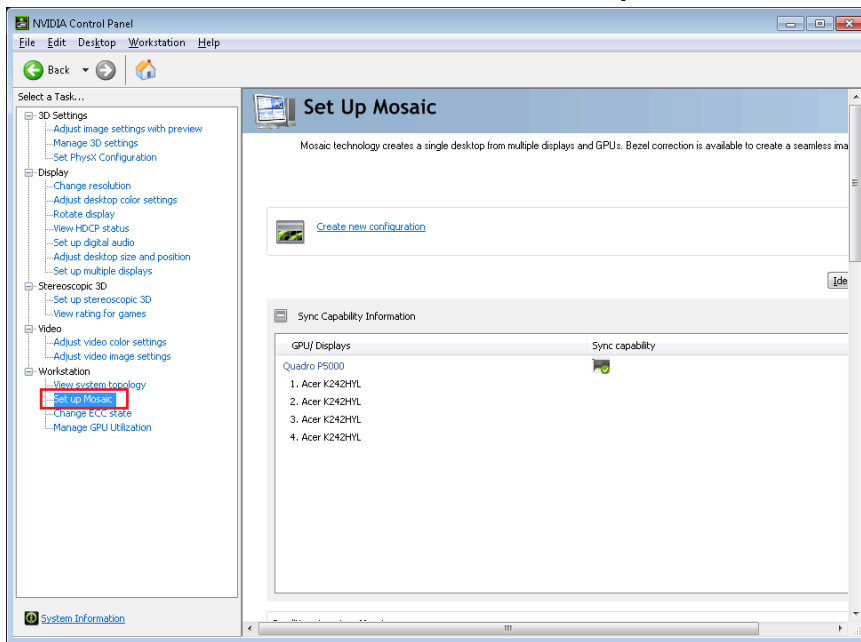 NVIDIA Control Panel
File Edit Desktop Workstation Help
Back
Select a Task...
3D Settings
Adjust image settings with preview
Manage 3D settings
Set PhysX Configuration
Display
Change resolution
Adjust desktop color settings
Rotate display
View HDCP status
Set up digital audio
Adjust desktop size and position
Set up multiple displays
Stereoscopic 3D
Set up stereoscopic 3D
View rating for games
Video
Adjust video color settings
Adjust video image settings
Workstation
View system topology
Set up Mosaic
Change ECC state
Manage GPU Utilization
System Information
Set Up Mosaic
Mosaic technology creates a single desktop from multiple displays and GPUs. Bezel correction is available to create a seamless ima
Create new configuration
Ide
Sync Capability Information
GPU/ Displays Sync capability
Quadro P5000
1. Acer K242HYL
2. Acer K242HYL
3. Acer K242HYL
4. Acer K242HYL